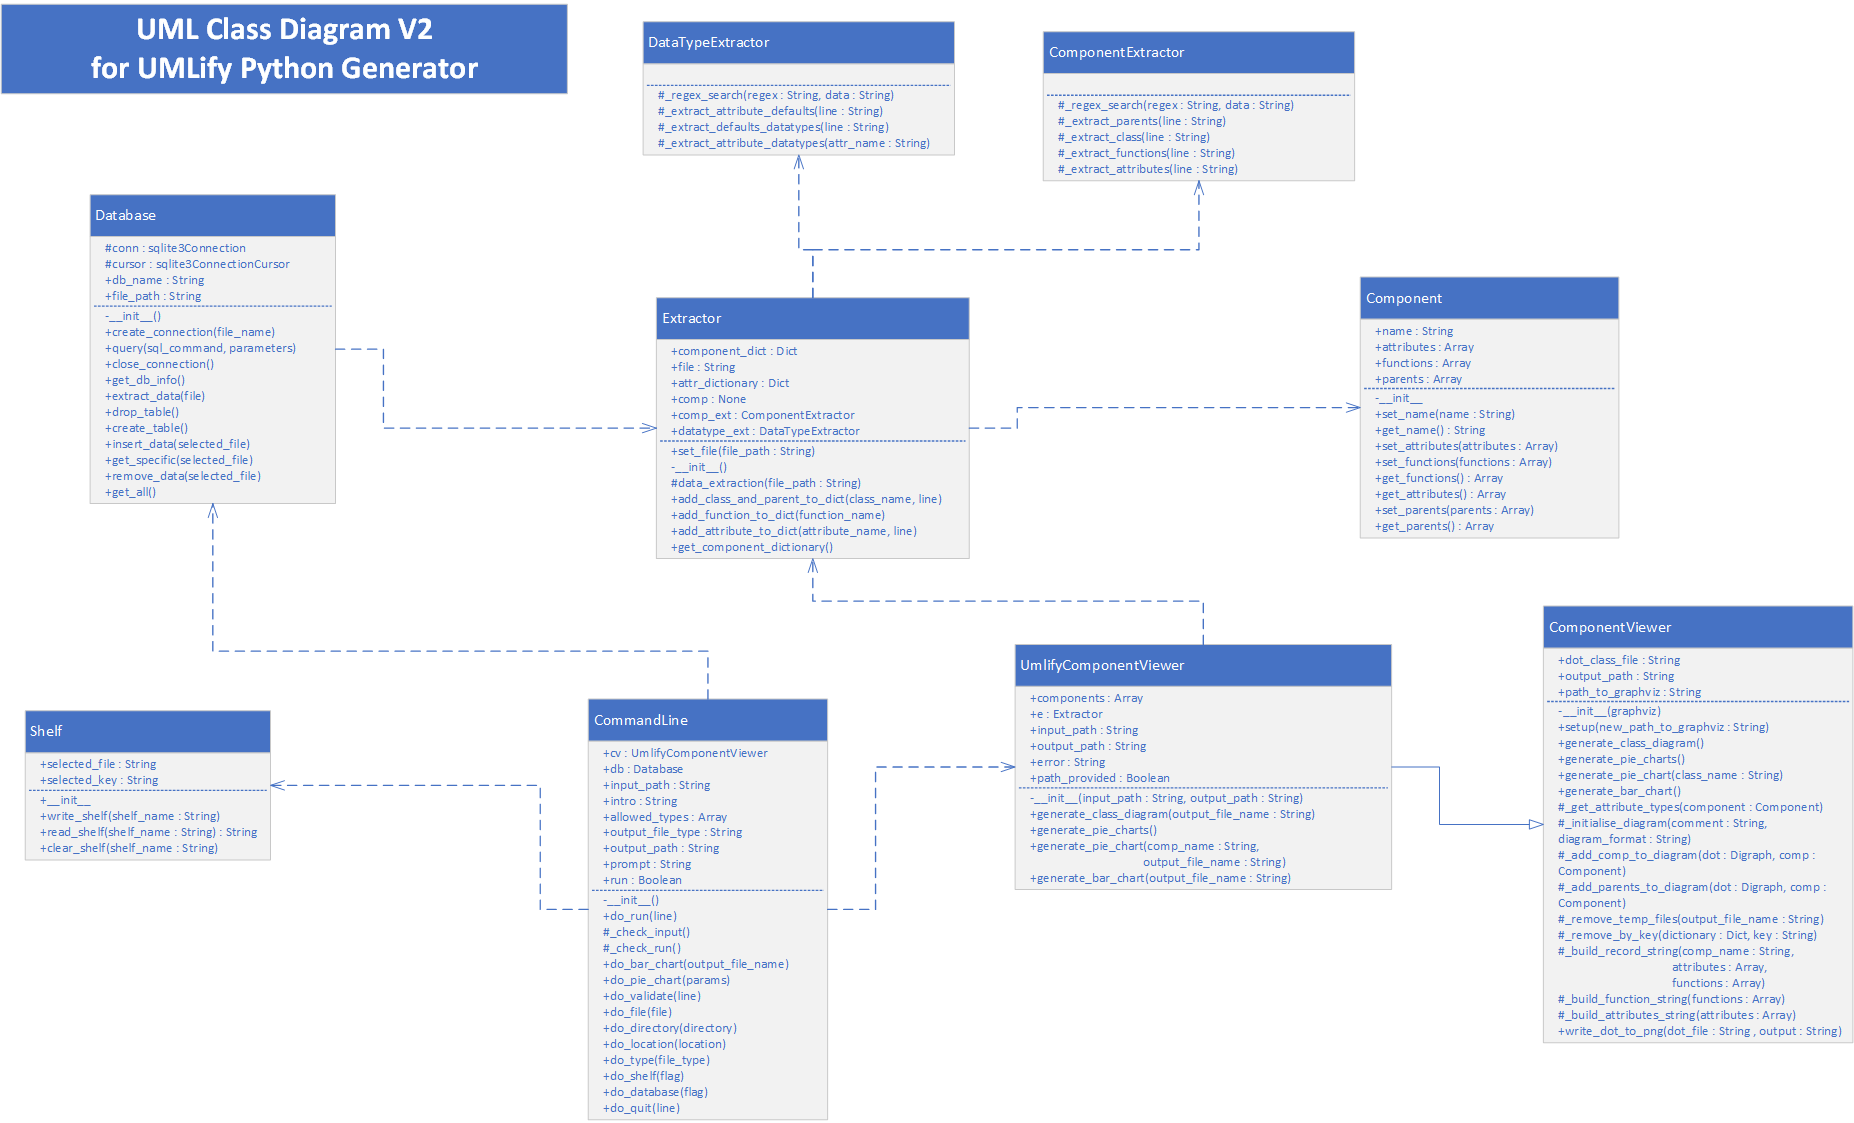 UML Class Diagram V2
for UMLify Python Generator
DataTypeExtractor
#_regex_search(regex : String, data : String)
#_extract_attribute_defaults(line : String)
#_extract_defaults_datatypes(line : String)
#_extract_attribute_datatypes(attr_name : String)
ComponentExtractor
#_regex_search(regex : String, data : String)
#_extract_parents(line : String)
#_extract_class(line : String)
#_extract_functions(line : String)
#_extract_attributes(line : String)
Database
#conn : sqlite3Connection
#cursor : sqlite3ConnectionCursor
+db_name : String
+file_path : String
-__init__()
+create_connection(file_name)
+query(sql_command, parameters)
+close_connection()
+get_db_info()
+extract_data(file)
+drop_table()
+create_table()
+insert_data(selected_file)
+get_specific(selected_file)
+remove_data(selected_file)
+get_all()
Extractor
+component_dict : Dict
+file : String
+attr_dictionary : Dict
+comp : None
+comp_ext : ComponentExtractor
+datatype_ext : DataTypeExtractor
+set_file(file_path : String)
-__init__()
#data_extraction(file_path : String)
+add_class_and_parent_to_dict(class_name, line)
+add_function_to_dict(function_name)
+add_attribute_to_dict(attribute_name, line)
+get_component_dictionary()
Component
+name : String
+attributes : Array
+functions : Array
+parents : Array
-__init__
+set_name(name : String)
+get_name() : String
+set_attributes(attributes : Array)
+set_functions(functions : Array)
+get_functions() : Array
+get_attributes() : Array
+set_parents(parents : Array)
+get_parents() : Array
Shelf
+selected_file : String
+selected_key : String
+__init__
+write_shelf(shelf_name : String)
+read_shelf(shelf_name : String) : String
+clear_shelf(shelf_name : String)
CommandLine
+cv : UmlifyComponentViewer
+db : Database
+input_path : String
+intro : String
+allowed_types : Array
+output_file_type : String
+output_path : String
+prompt : String
+run : Boolean
-__init__()
+do_run(line)
#_check_input()
#_check_run()
+do_bar_chart(output_file_name)
+do_pie_chart(params)
+do_validate(line)
+do_file(file)
+do_directory(directory)
+do_location(location)
+do_type(file_type)
+do_shelf(flag)
+do_database(flag)
+do_quit(line)
UmlifyComponentViewer
+components : Array
+e : Extractor
+input_path : String
+output_path : String
+error : String
+path_provided : Boolean
-__init__(input_path : String, output_path : String)
+generate_class_diagram(output_file_name : String)
+generate_pie_charts()
+generate_pie_chart(comp_name : String,
output_file_name : String)
+generate_bar_chart(output_file_name : String)
ComponentViewer
+dot_class_file : String
+output_path : String
+path_to_graphviz : String
-__init__(graphviz)
+setup(new_path_to_graphviz : String)
+generate_class_diagram()
+generate_pie_charts()
+generate_pie_chart(class_name : String)
+generate_bar_chart()
#_get_attribute_types(component : Component)
#_initialise_diagram(comment : String,
diagram_format : String)
#_add_comp_to_diagram(dot : Digraph, comp :
Component)
#_add_parents_to_diagram(dot : Digraph, comp :
Component)
#_remove_temp_files(output_file_name : String)
#_remove_by_key(dictionary : Dict, key : String)
#_build_record_string(comp_name : String,
attributes : Array,
functions : Array)
#_build_function_string(functions : Array)
#_build_attributes_string(attributes : Array)
+write_dot_to_png(dot_file : String , output : String)